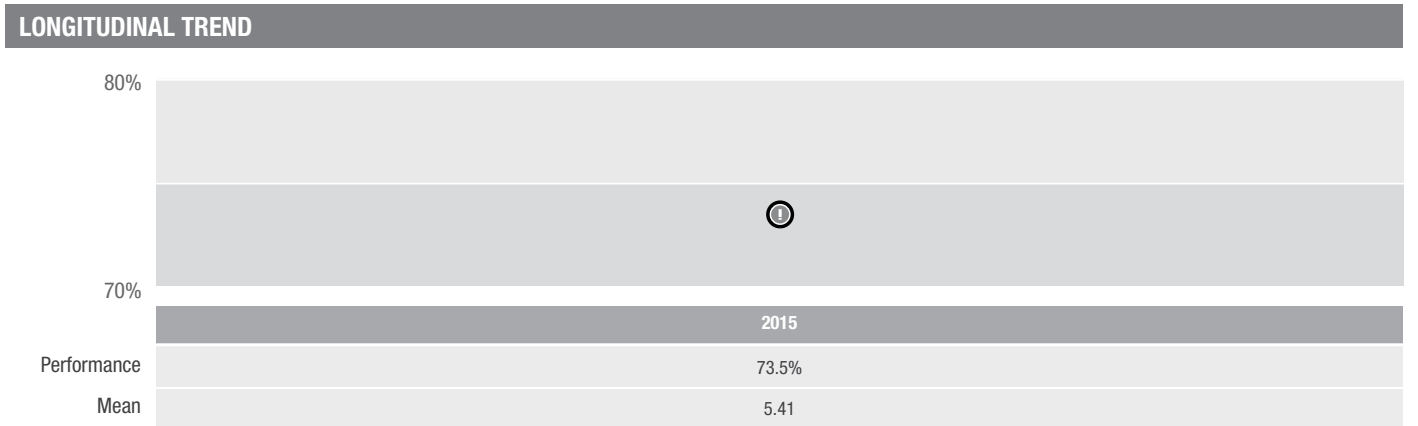 LONGITUDINAL TREND
80%
!
70%
2015
Performance 73.5%
Mean 5.41